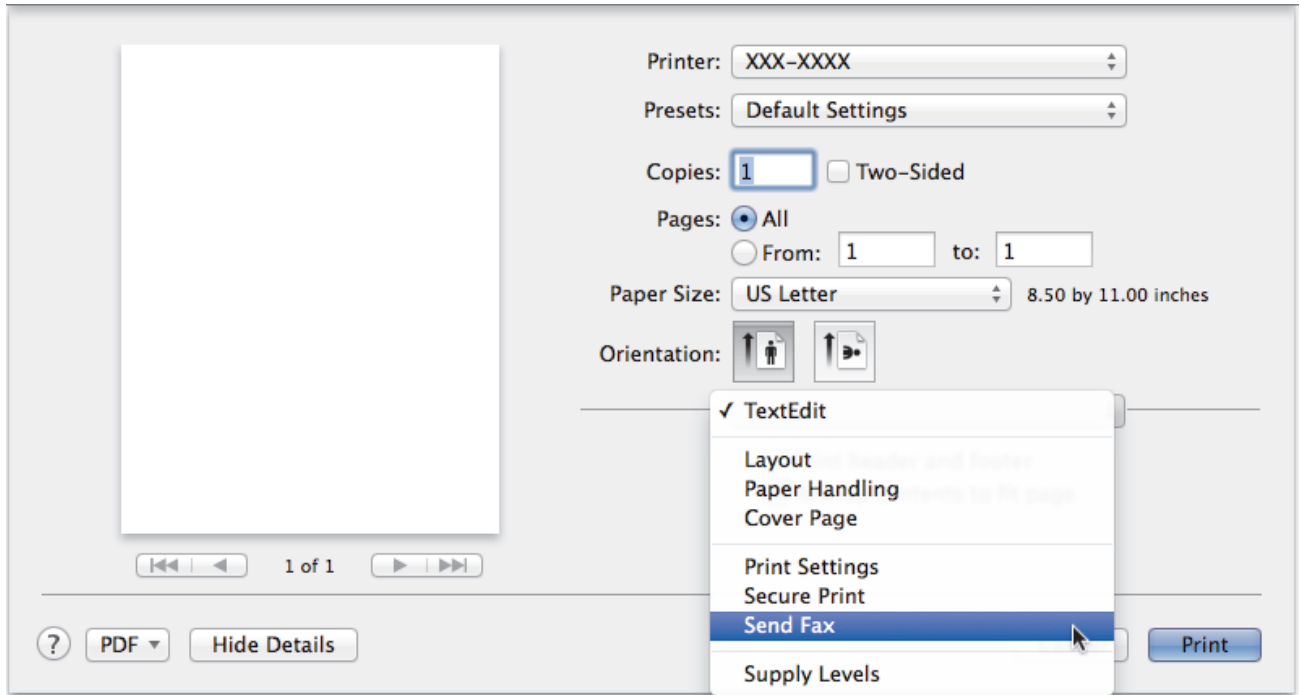 Printer: XXX-XXXX
Presets: Default Settings
Copies: 1 Two-Sided
Pages: All
From: 1 to: 1
Paper Size: US Letter 8.50 by 11.00 inches
Orientation:
✓ TextEdit
Layout
Paper Handling
Cover Page
Print Settings
Secure Print
Send Fax
Supply Levels
1 of 1
? PDF Hide Details Print